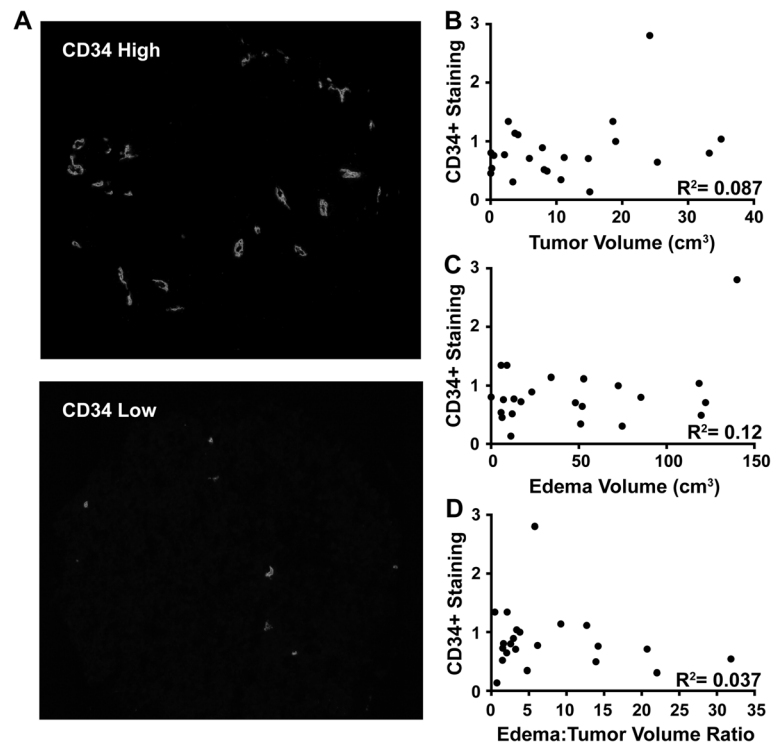 A
CD34 High
CD34 Low
B
CD34+ Staining
3
2
1
0
0
10
20
30
40
R²= 0.087
Tumor Volume (cm³)
C
CD34+ Staining
3
2
1
0
0
50
100
150
R²= 0.12
Edema Volume (cm³)
D
CD34+ Staining
3
2
1
0
0
5
10
15
20
25
30
35
R²= 0.037
Edema:Tumor Volume Ratio